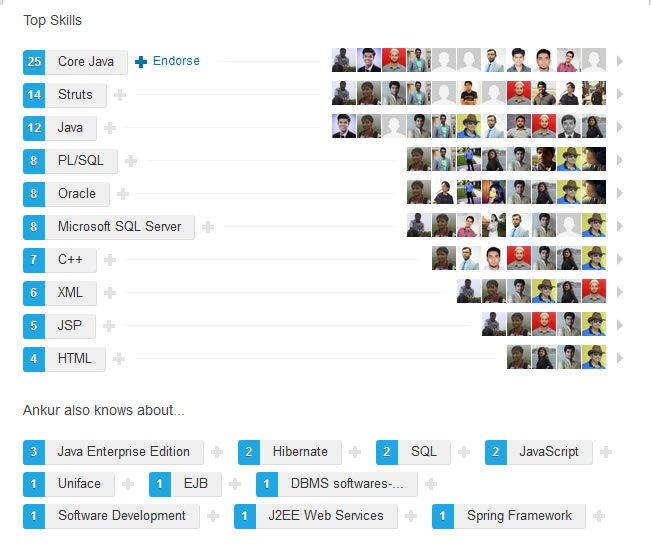 Top Skills
25 Core Java Endorse
14 Struts
12 Java
8 PL/SQL
8 Oracle
8 Microsoft SQL Server
7 C++
6 XML
5 JSP
4 HTML
Ankur also knows about...
3 Java Enterprise Edition 2 Hibernate 2 SQL 2 JavaScript
1 Uniface 1 EJB 1 DBMS softwares-...
1 Software Development 1 J2EE Web Services 1 Spring Framework